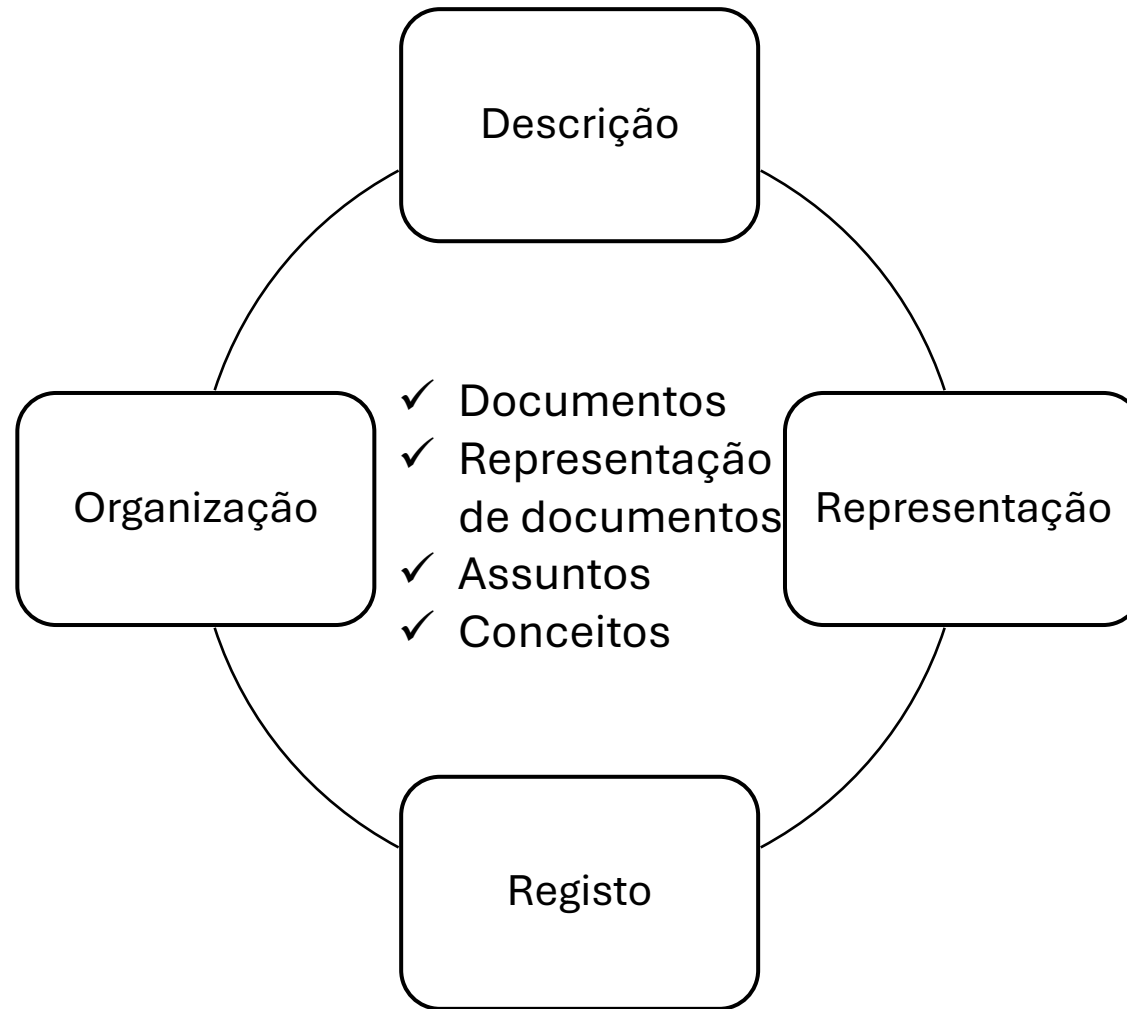 Descrição
✓ Documentos
✓ Representação
de documentos
✓ Assuntos
✓ Conceitos
Organização
Representação
Registo